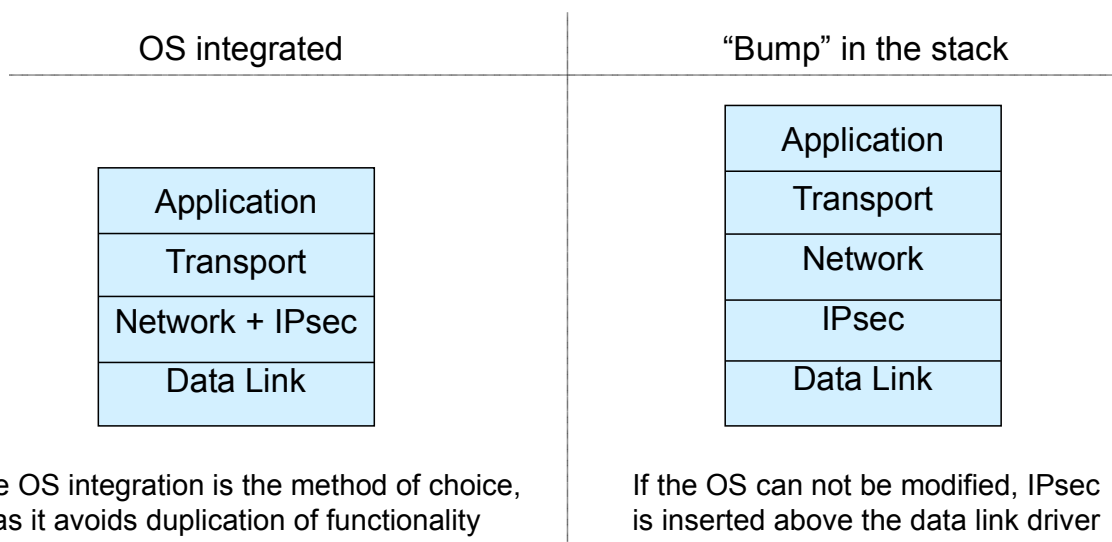 OS integrated
Application
Transport
Network + IPsec
Data Link
e OS integration is the method of choice,
as it avoids duplication of functionality
“Bump” in the stack
Application
Transport
Network
IPsec
Data Link
If the OS can not be modified, IPsec
is inserted above the data link driver